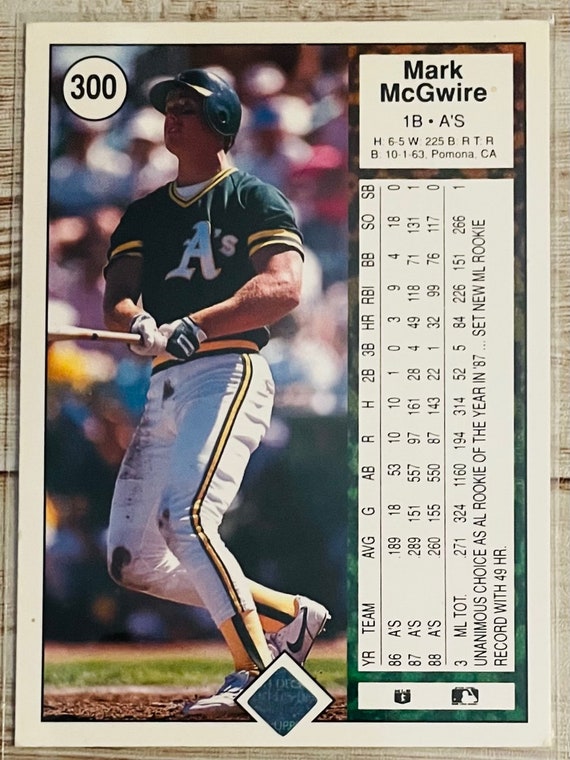 300
Mark
McGwire
1B • A'S
H: 6-5 W: 225 B: R T: R
B: 10-1-63, Pomona, CA
A's
YR TEAM AVG G AB R H 2B 3B HR RBI BB SO SB
86 A'S .189 18 53 10 10 1 0 3 9 4 18 0
87 A'S 289 151 557 97 161 28 4 49 118 71 131 1
88 A'S 260 155 550 87 143 22 1 32 99 76 117 0
3 ML TOT. .271 324 1160 194 314 52 5 84 226 151 266 1
UNANIMOUS CHOICE AS AL ROOKIE OF THE YEAR IN '87 ... SET NEW ML ROOKIE
RECORD WITH 49 HR.